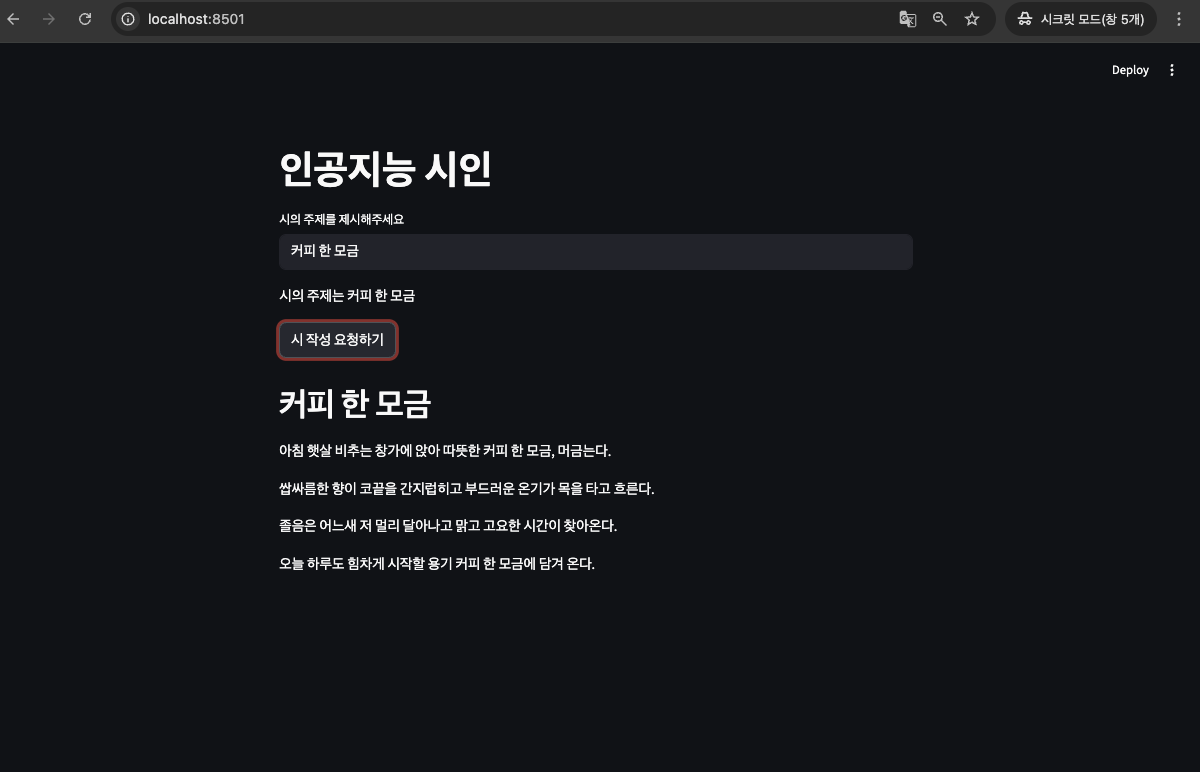 localhost:8501
시크릿 모드(창 5개)
Deploy
인공지능 시인
시의 주제를 제시해주세요
커피 한 모금
시의 주제는 커피 한 모금
시 작성 요청하기
커피 한 모금
아침 햇살 비추는 창가에 앉아 따뜻한 커피 한 모금, 머금는다.
쌉싸름한 향이 코끝을 간지럽히고 부드러운 온기가 목을 타고 흐른다.
졸음은 어느새 저 멀리 달아나고 맑고 고요한 시간이 찾아온다.
오늘 하루도 힘차게 시작할 용기 커피 한 모금에 담겨 온다.